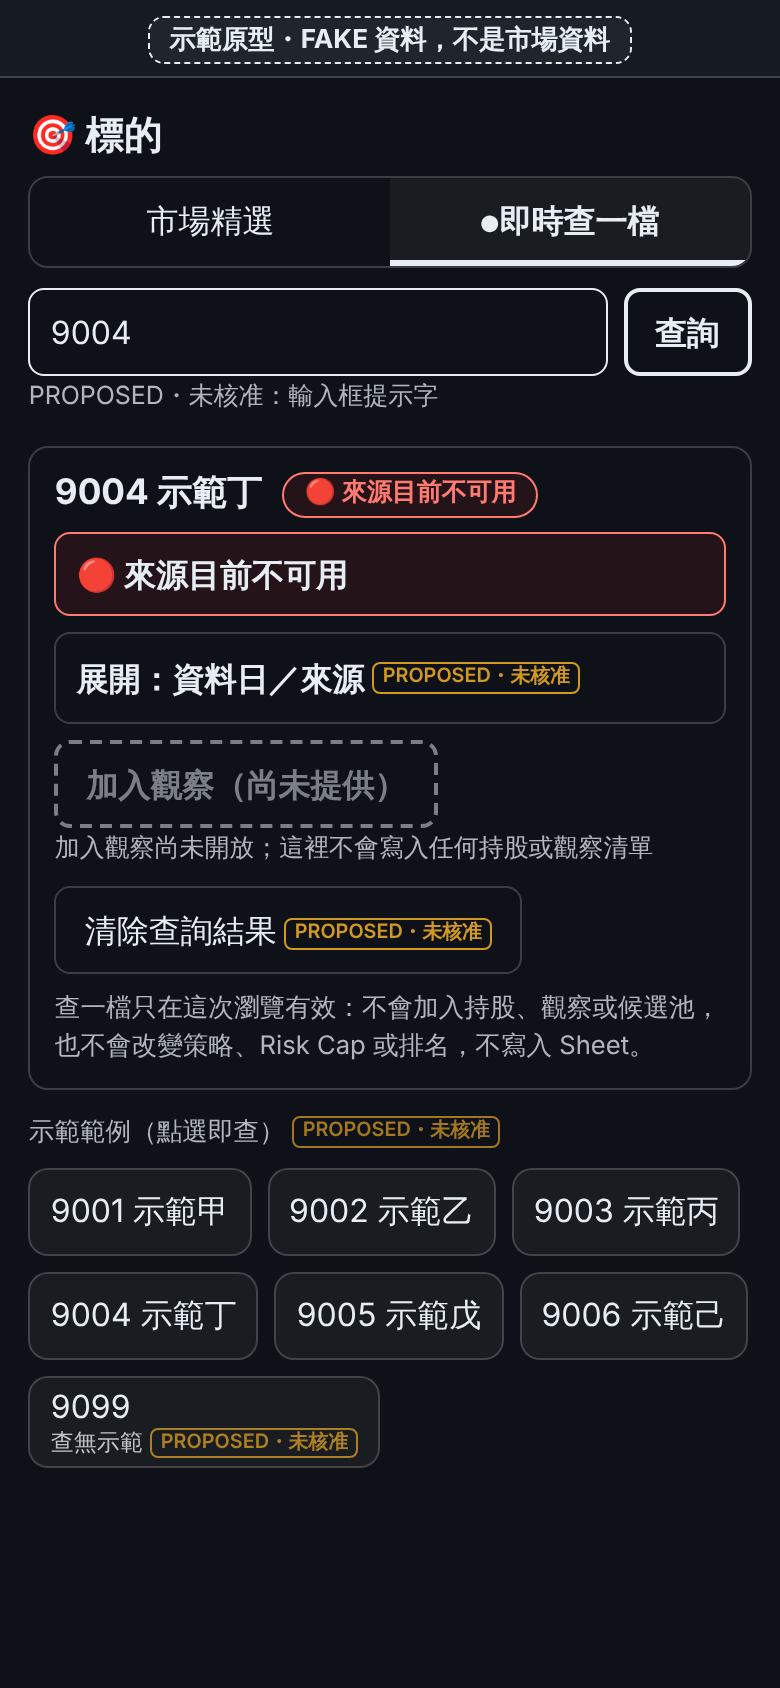 示範原型・FAKE 資料，不是市場資料
🎯 標的
市場精選
●即時查一檔
9004
查詢
PROPOSED・未核准：輸入框提示字
9004 示範丁
🔴 來源目前不可用
🔴 來源目前不可用
展開：資料日／來源 PROPOSED・未核准
加入觀察（尚未提供）
加入觀察尚未開放；這裡不會寫入任何持股或觀察清單
清除查詢結果 PROPOSED・未核准
查一檔只在這次瀏覽有效：不會加入持股、觀察或候選池，
也不會改變策略、Risk Cap 或排名，不寫入 Sheet。
示範範例（點選即查） PROPOSED・未核准
9001 示範甲
9002 示範乙
9003 示範丙
9004 示範丁
9005 示範戊
9006 示範己
9099
查無示範 PROPOSED・未核准